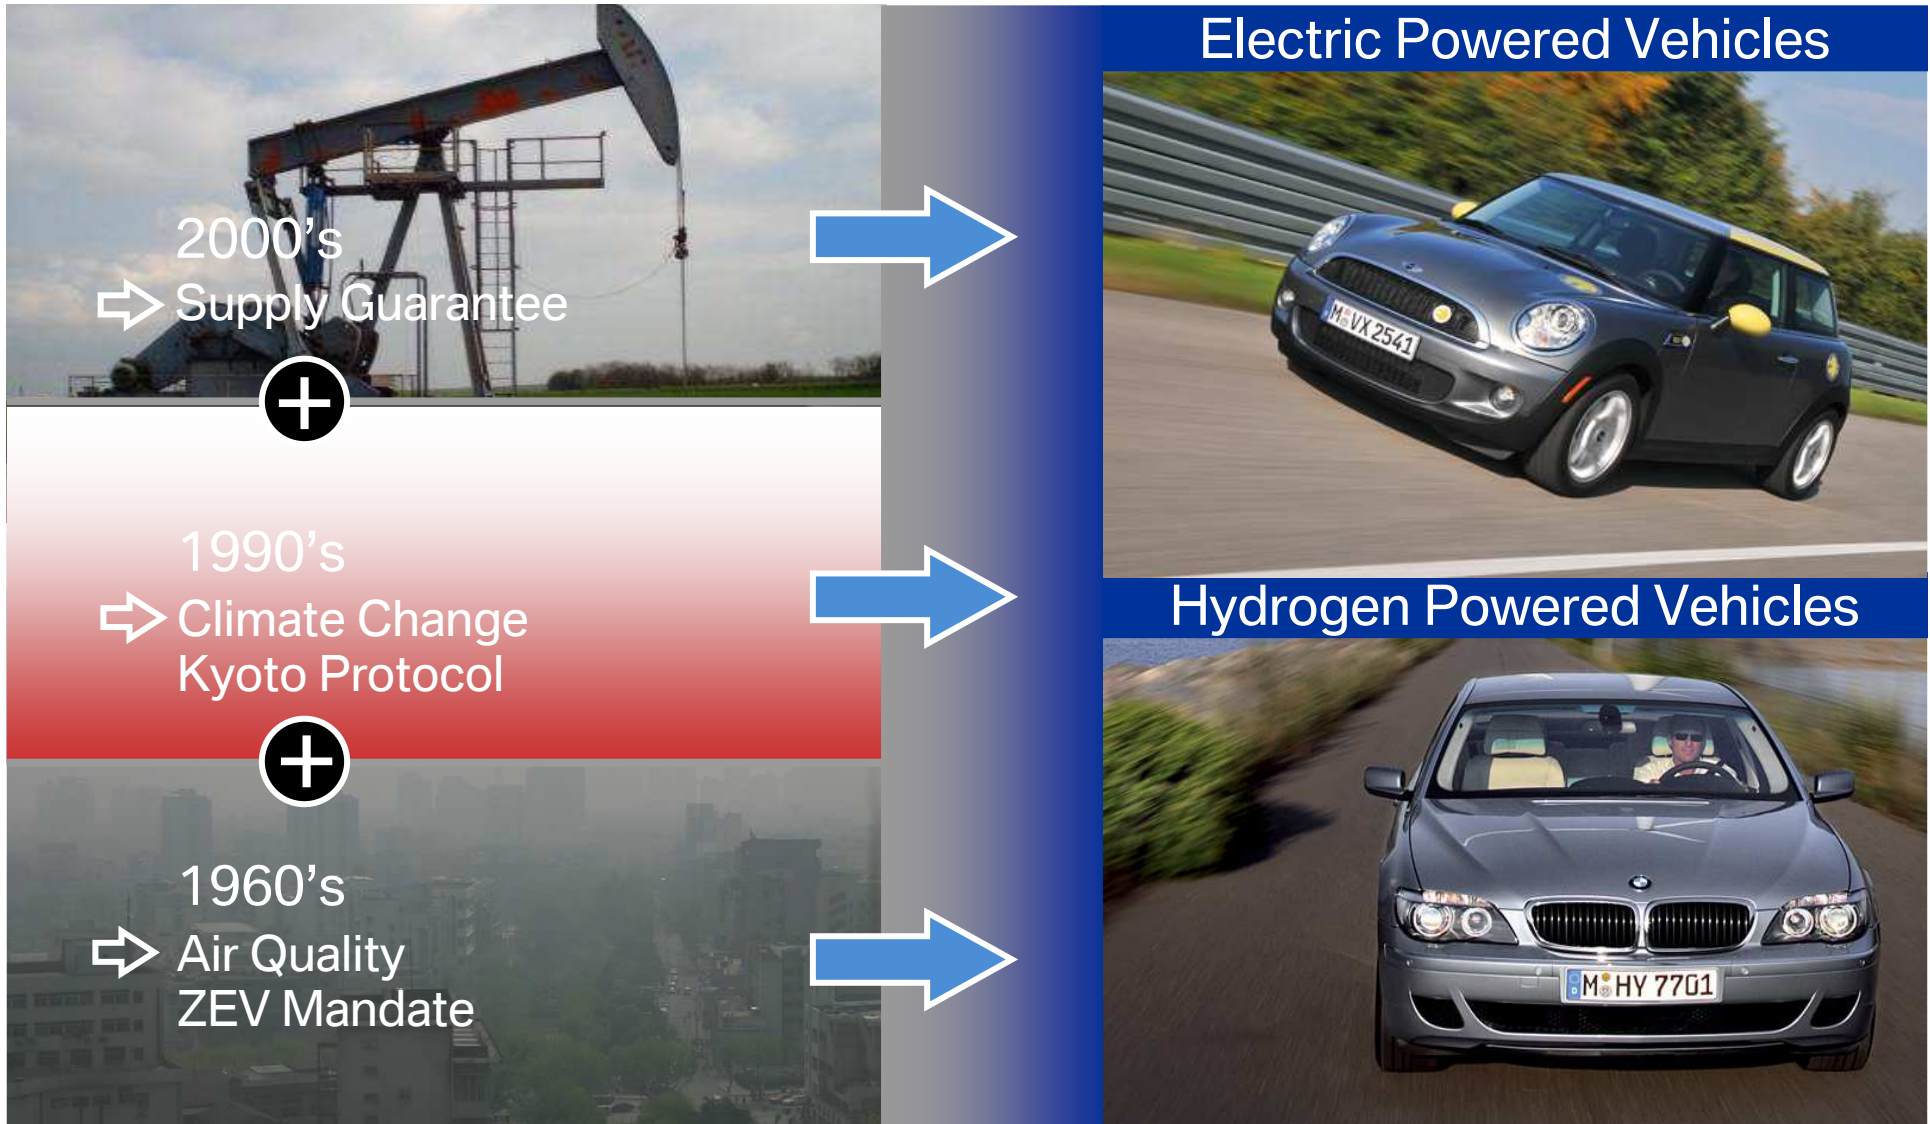 2000's
Supply Guarantee
1990's
Climate Change
Kyoto Protocol
1960's
Air Quality
ZEV Mandate
Electric Powered Vehicles
M VX 2541
Hydrogen Powered Vehicles
D
M HY 7701